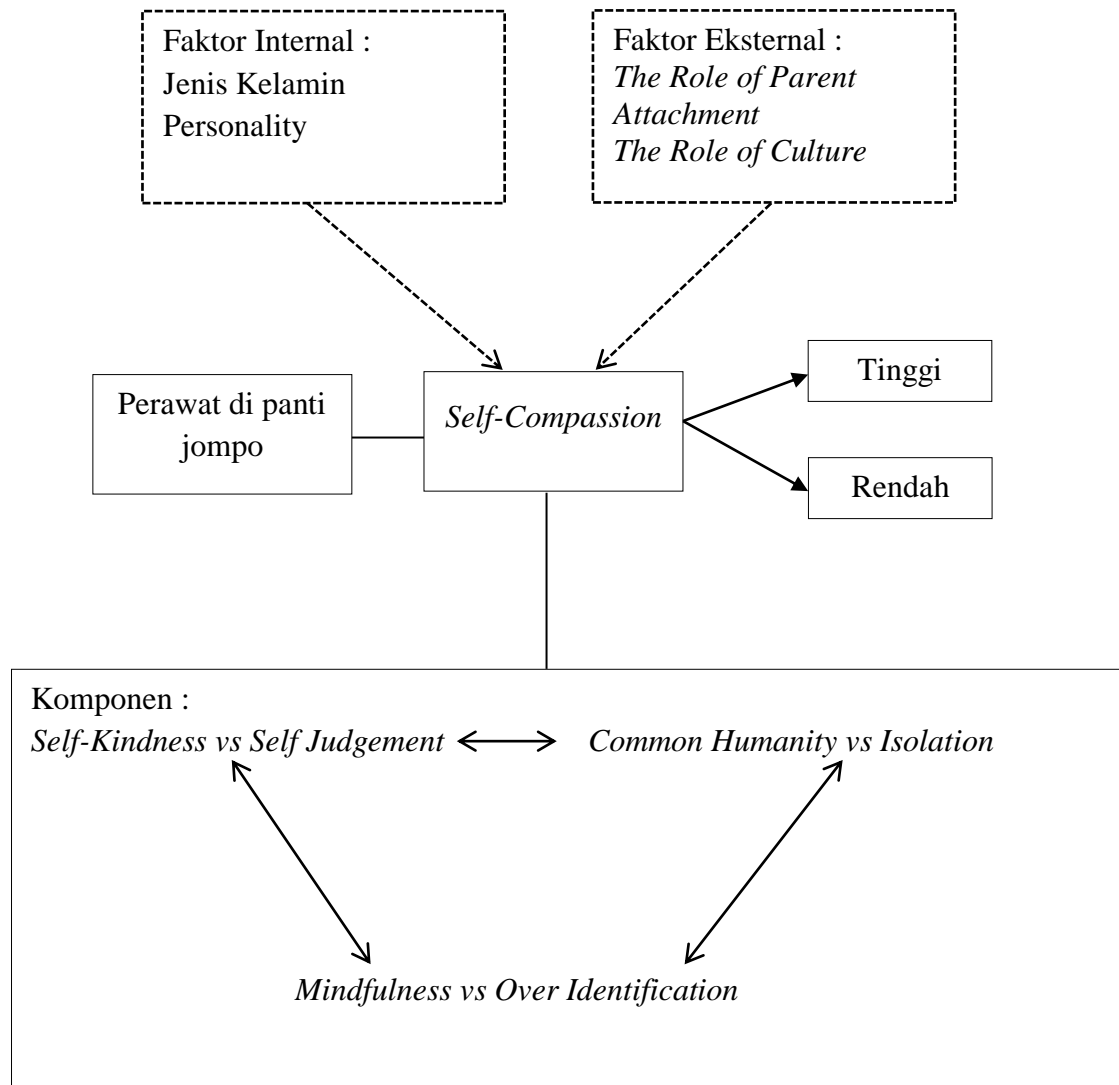 Faktor Internal :
Jenis Kelamin
Personality
Faktor Eksternal :
The Role of Parent
Attachment
The Role of Culture
Perawat di panti
jompo
Self-Compassion
Tinggi
Rendah
Komponen :
Self-Kindness vs Self Judgement
Common Humanity vs Isolation
Mindfulness vs Over Identification